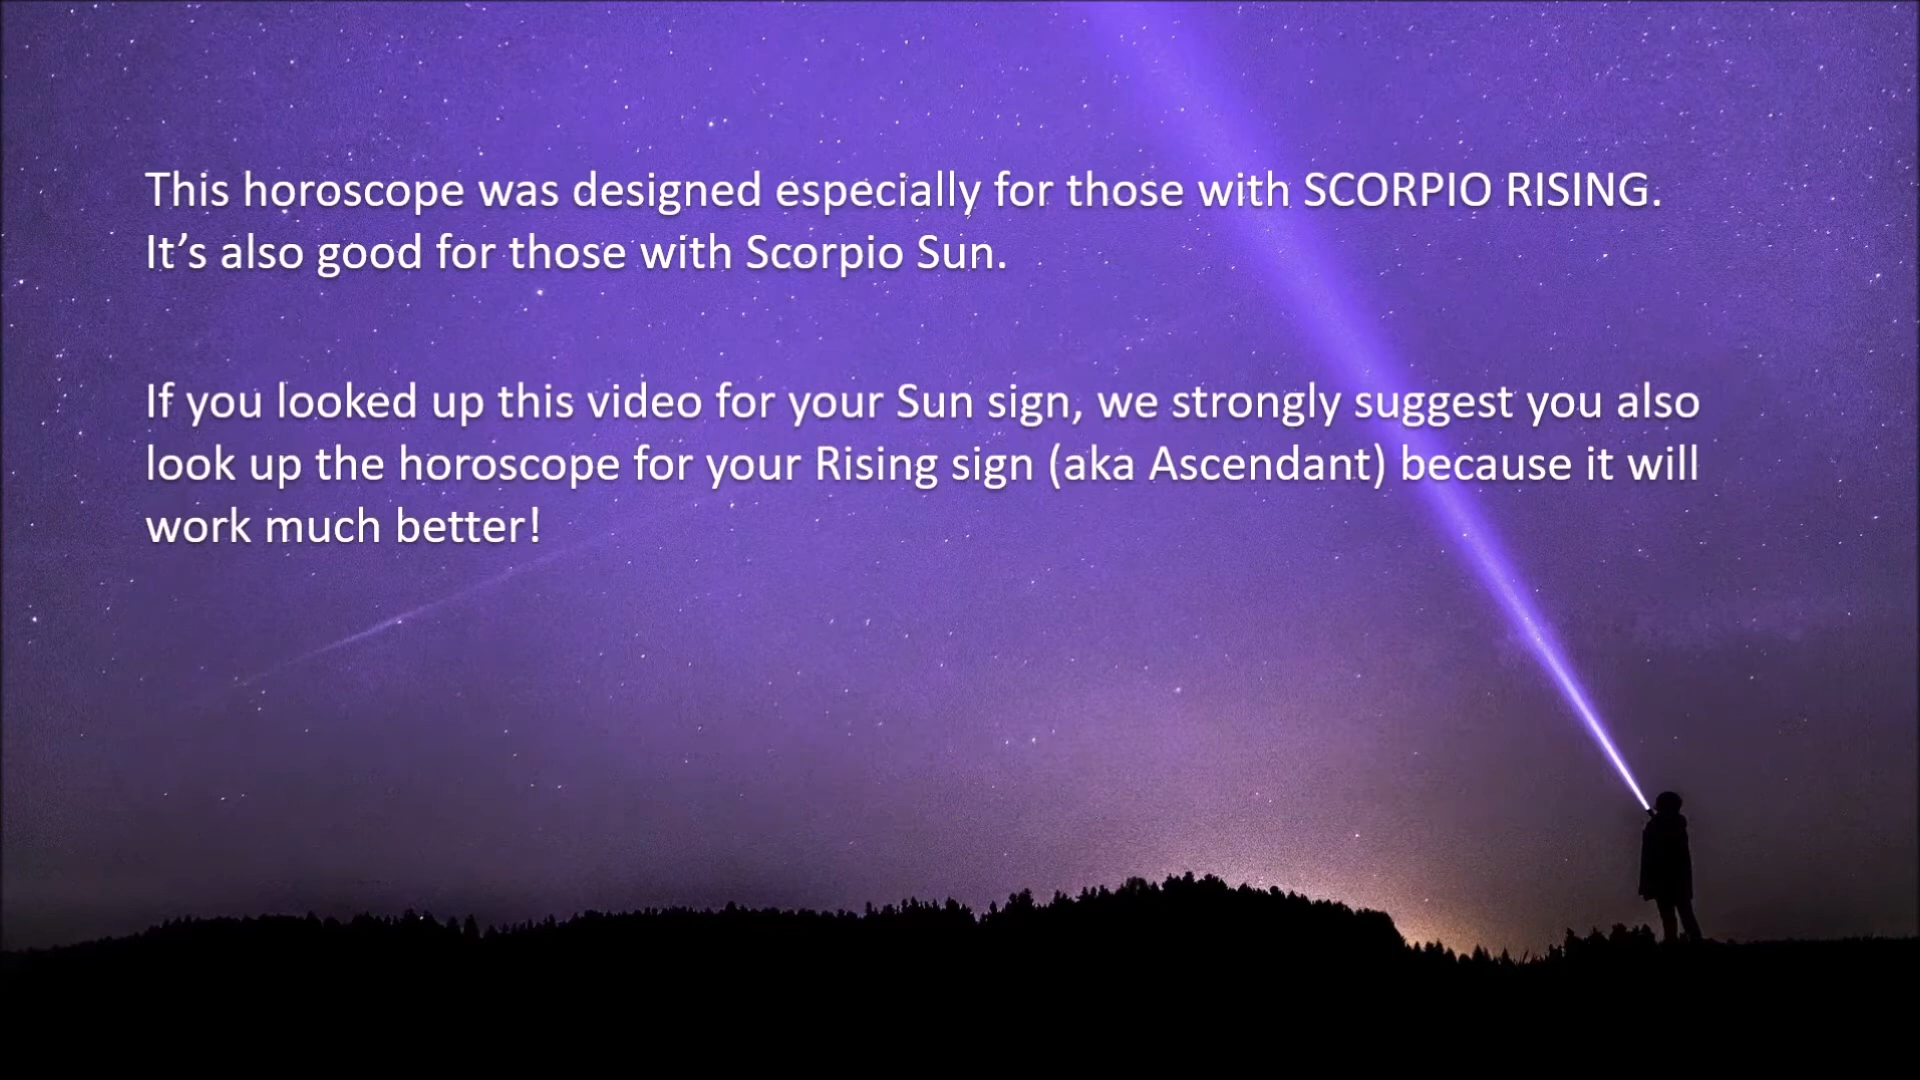 This horoscope was designed especially for those with SCORPIO RISING.
It’s also good for those with Scorpio Sun.
If you looked up this video for your Sun sign, we strongly suggest you also
look up the horoscope for your Rising sign (aka Ascendant) because it will
work much better!